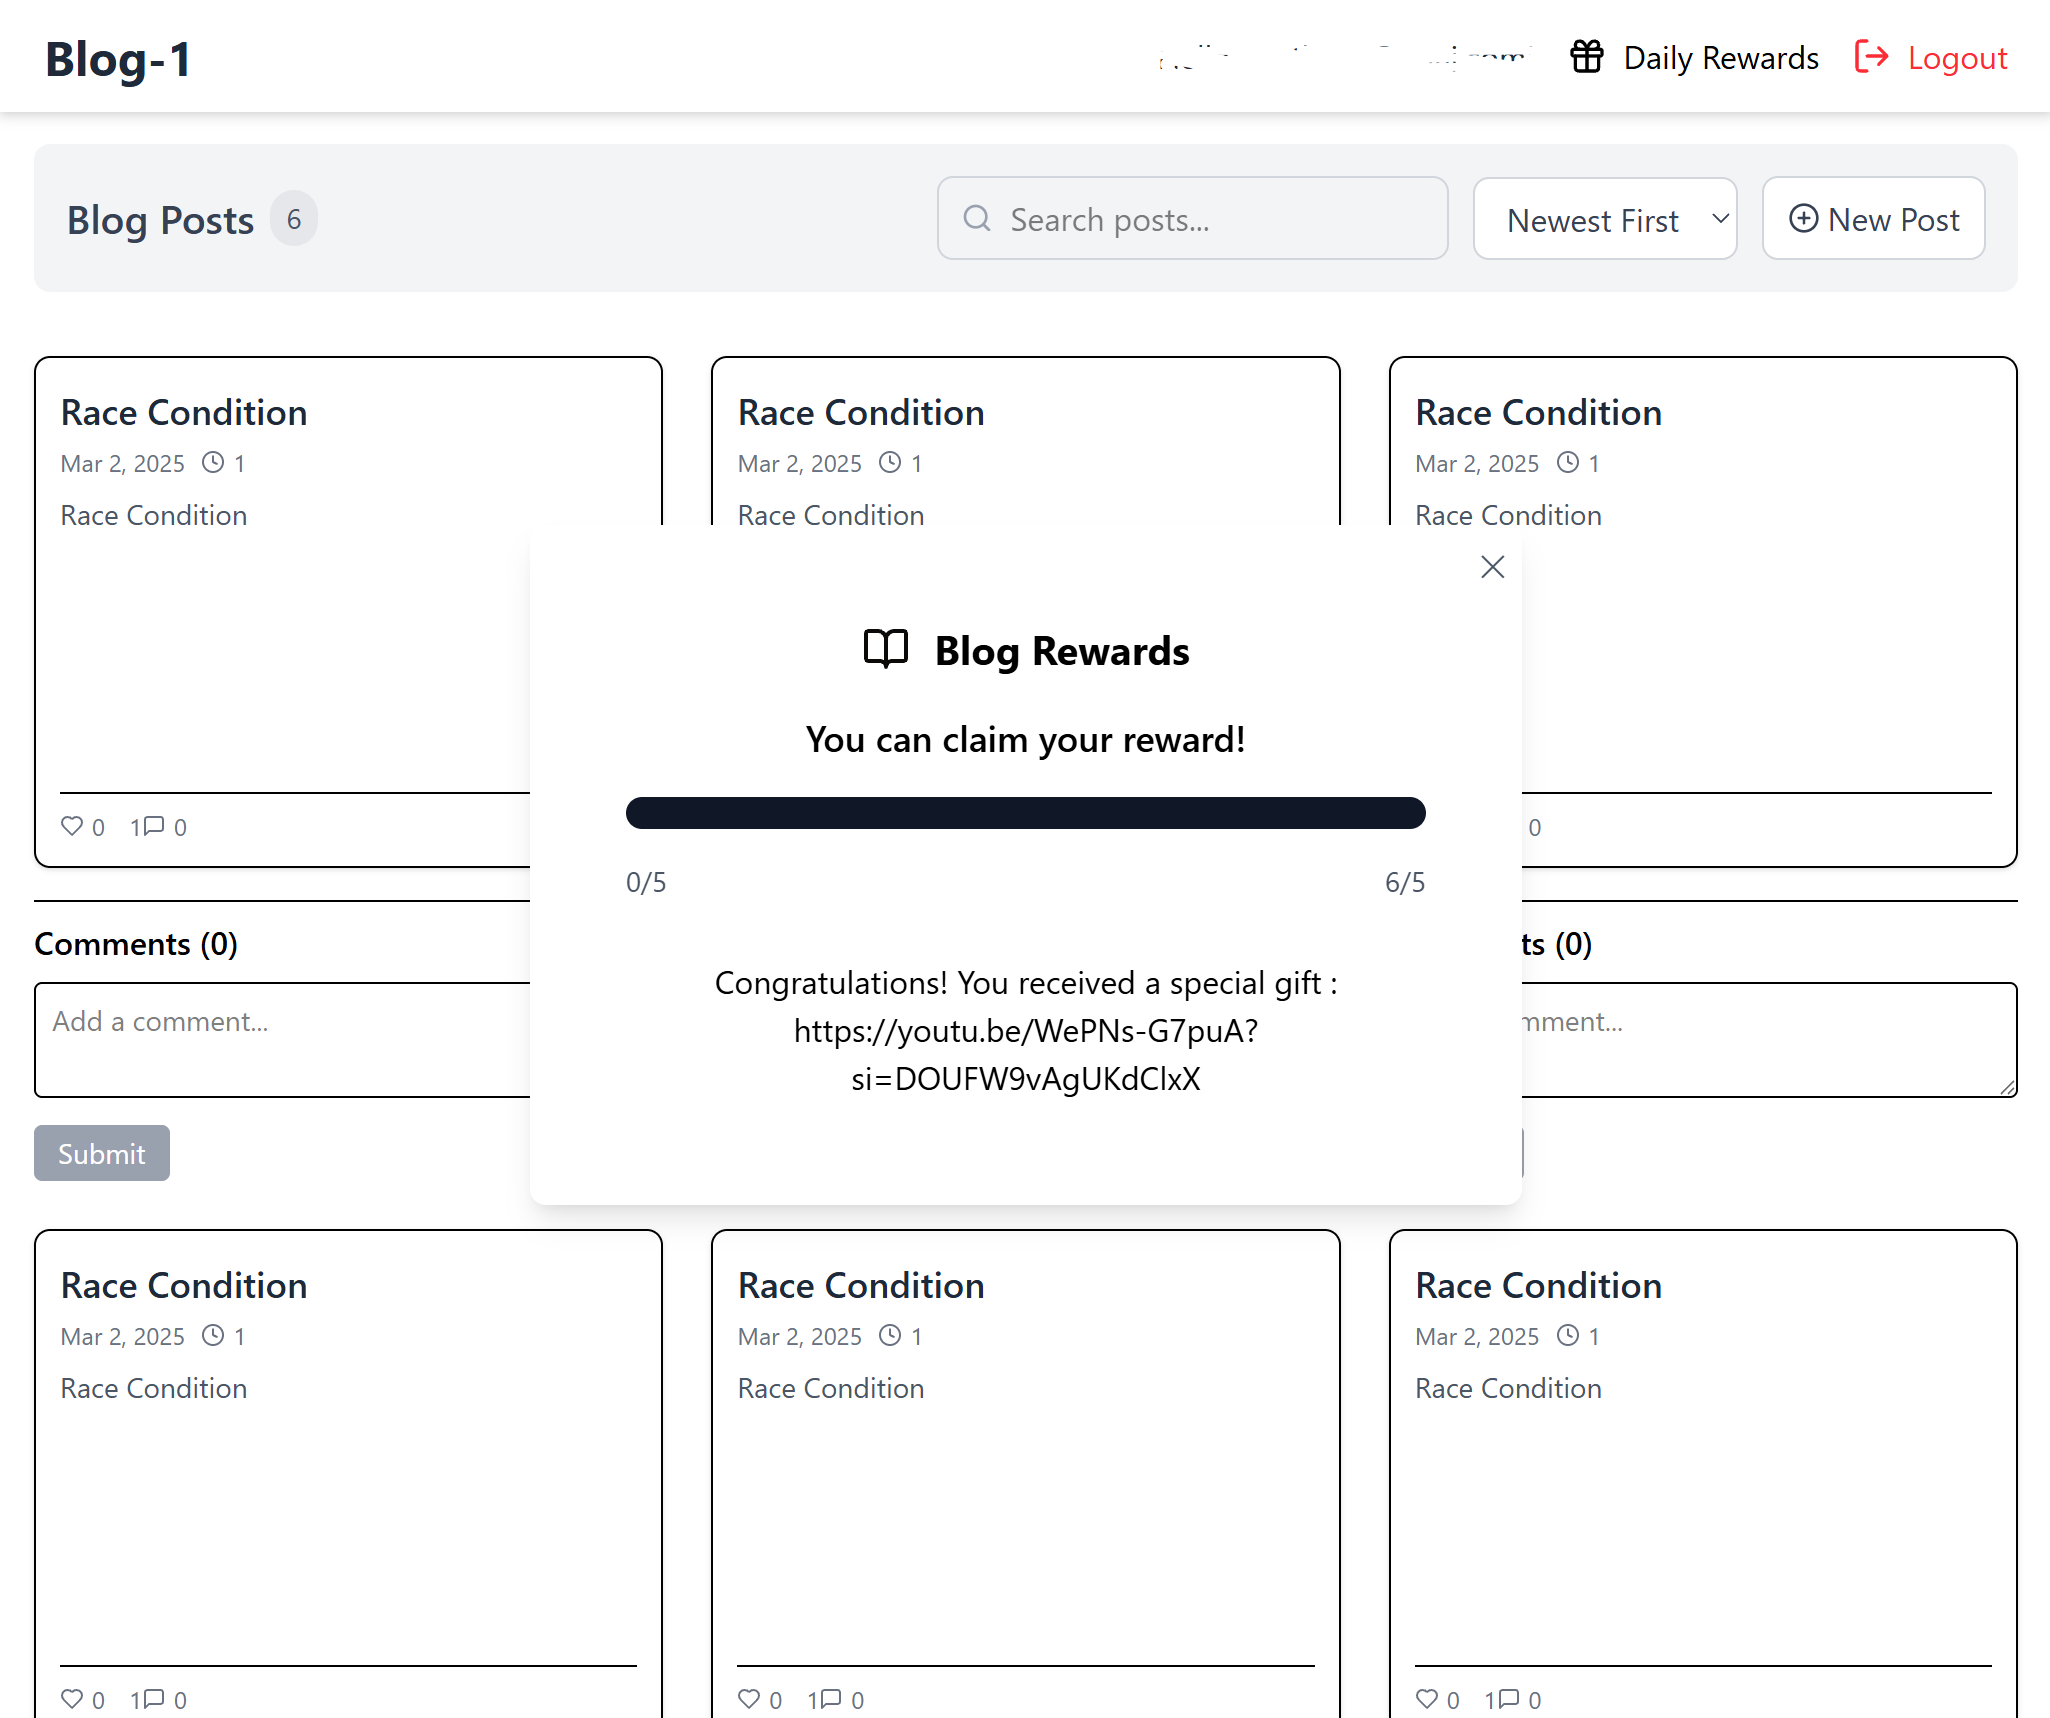 Blog-1
Daily Rewards
Logout
Blog Posts 6
Search posts...
Newest First
New Post
Race Condition
Mar 2, 2025 1
Race Condition
0 1 0
Comments (0)
Add a comment...
Submit
Race Condition
Mar 2, 2025 1
Race Condition
Race Condition
Mar 2, 2025 1
Race Condition
0
ts (0)
mment...
Blog Rewards
You can claim your reward!
0/5
6/5
Congratulations! You received a special gift :
https://youtu.be/WePNs-G7puA?
si=DOUFW9vAgUKdClxX
Race Condition
Mar 2, 2025 1
Race Condition
0 1 0
Race Condition
Mar 2, 2025 1
Race Condition
0 1 0
Race Condition
Mar 2, 2025 1
Race Condition
0 1 0